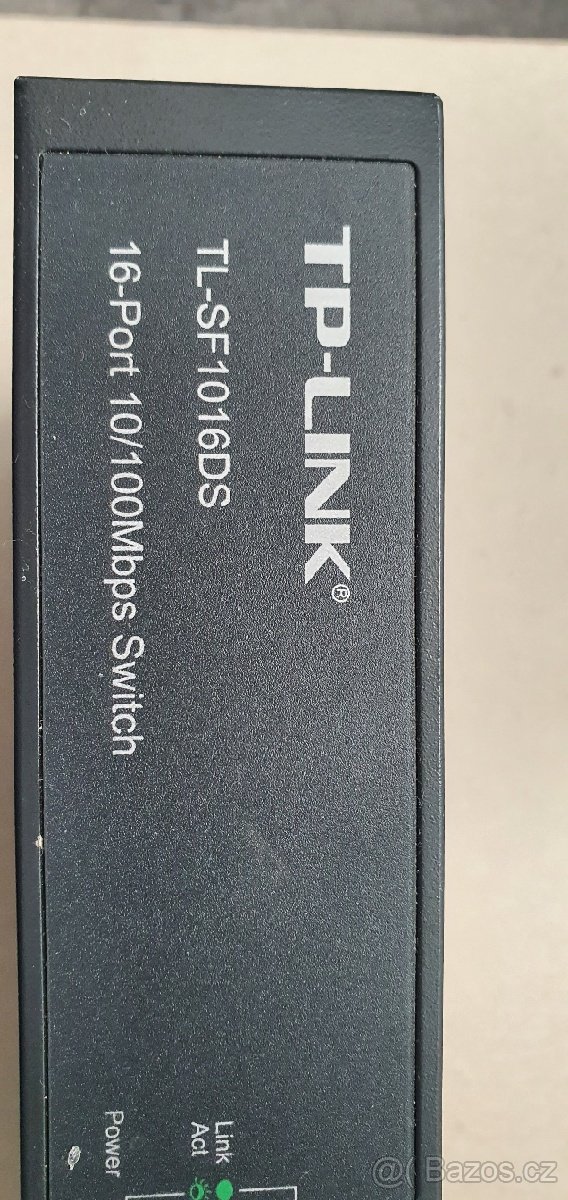 TP-LINK®
TL-SF1016DS
16-Port 10/100Mbps Switch
Link
Act
Power
@ Bazos.cz